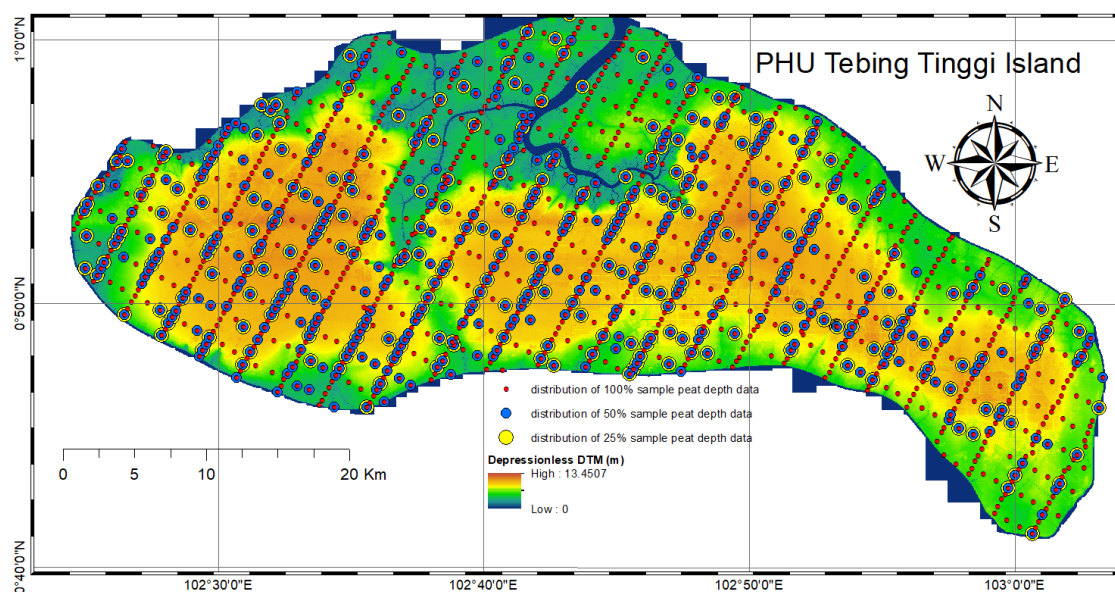 PHU Tebing Tinggi Island
N
W
E
S
1°0'0"N
0°50'0"N
0°40'0"N
distribution of 100% sample peat depth data
distribution of 50% sample peat depth data
distribution of 25% sample peat depth data
Depressionless DTM (m)
High : 13.4507
Low : 0
0 5 10 20 Km
102°30'0"E
102°40'0"E
102°50'0"E
103°0'0"E